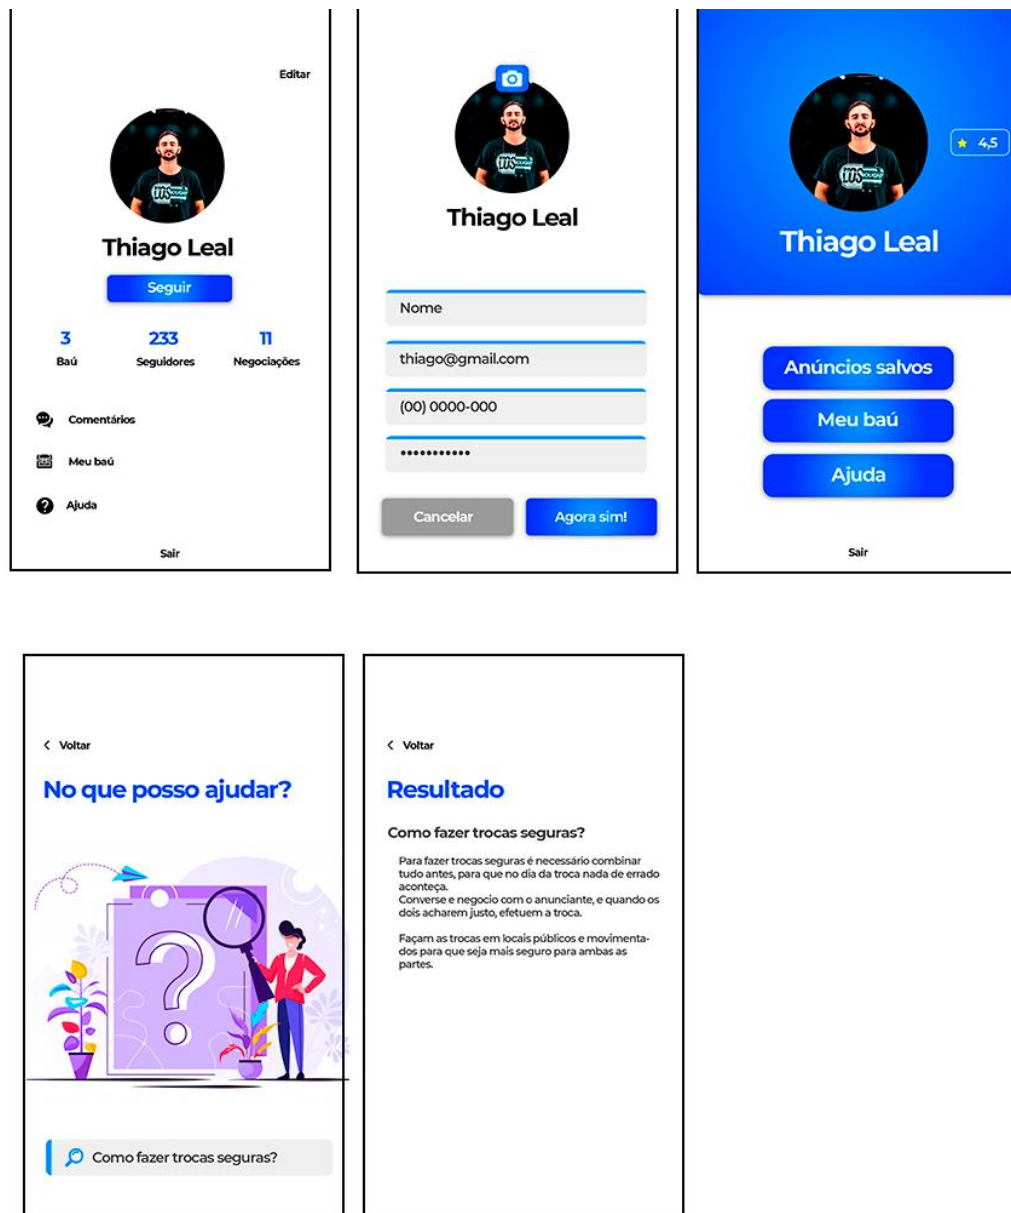 Editar
Thiago Leal
Seguir
3 233 11
Baú Seguidores Negociações
Comentários
Meu baú
Ajuda
Sair
Thiago Leal
Nome
thiago@gmail.com
(00) 0000-000
•••••••••••
Cancelar Agora sim!
4,5
Thiago Leal
Anúncios salvos
Meu baú
Ajuda
Sair
Voltar
No que posso ajudar?
?
Como fazer trocas seguras?
Voltar
Resultado
Como fazer trocas seguras?
Para fazer trocas seguras é necessário combinar
tudo antes, para que no dia da troca nada de errado
aconteça.
Converse e negocio com o anunciante, e quando os
dois acharem justo, efetuem a troca.
Façam as trocas em locais públicos e movimenta-
dos para que seja mais seguro para ambas as
partes.